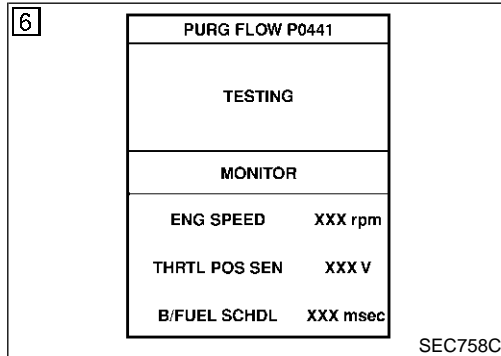 6
PURG FLOW P0441
TESTING
MONITOR
ENG SPEED XXX rpm
THRTL POS SEN XXX V
B/FUEL SCHDL XXX msec
SEC758C